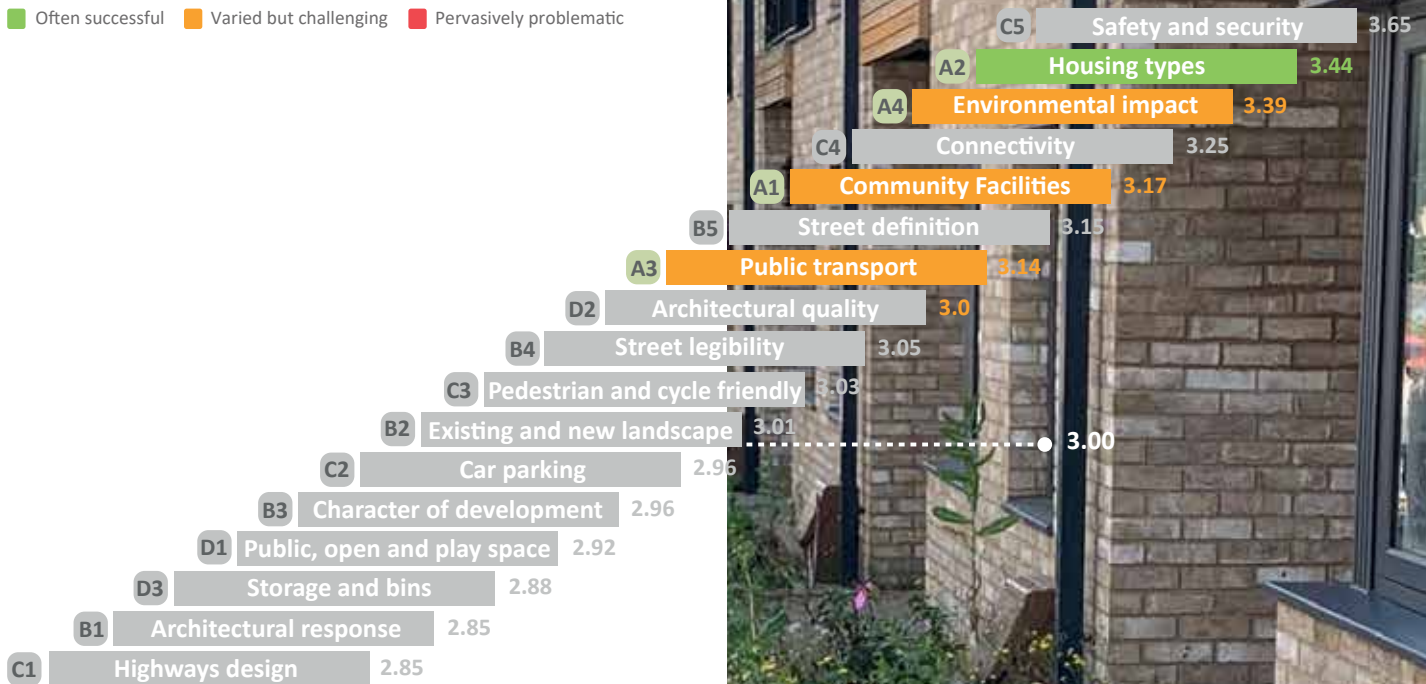 Often successful Varied but challenging Pervasively problematic
C5 Safety and security 3.65
A2 Housing types 3.44
A4 Environmental impact 3.39
C4 Connectivity 3.25
A1 Community Facilities 3.17
B5 Street definition 3.15
A3 Public transport 3.14
D2 Architectural quality 3.0
B4 Street legibility 3.05
C3 Pedestrian and cycle friendly 3.03
B2 Existing and new landscape 3.01
3.00
C2 Car parking 2.96
B3 Character of development 2.96
D1 Public, open and play space 2.92
D3 Storage and bins 2.88
B1 Architectural response 2.85
C1 Highways design 2.85